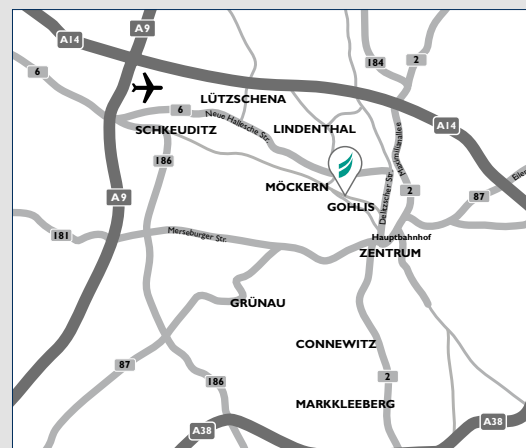 A9
2
A14
184
6
LÜTZSCHENA
6
Neue Hallesche Str.
SCHKEUDITZ
LINDENTHAL
A14
Maximilianallee
186
MÖCKERN
Delitzscher Str.
2
87
A9
GOHLIS
181
Merseburger Str.
Hauptbahnhof
ZENTRUM
GRÜNAU
CONNEWITZ
87
186
2
MARKKLEEBERG
A38
A38